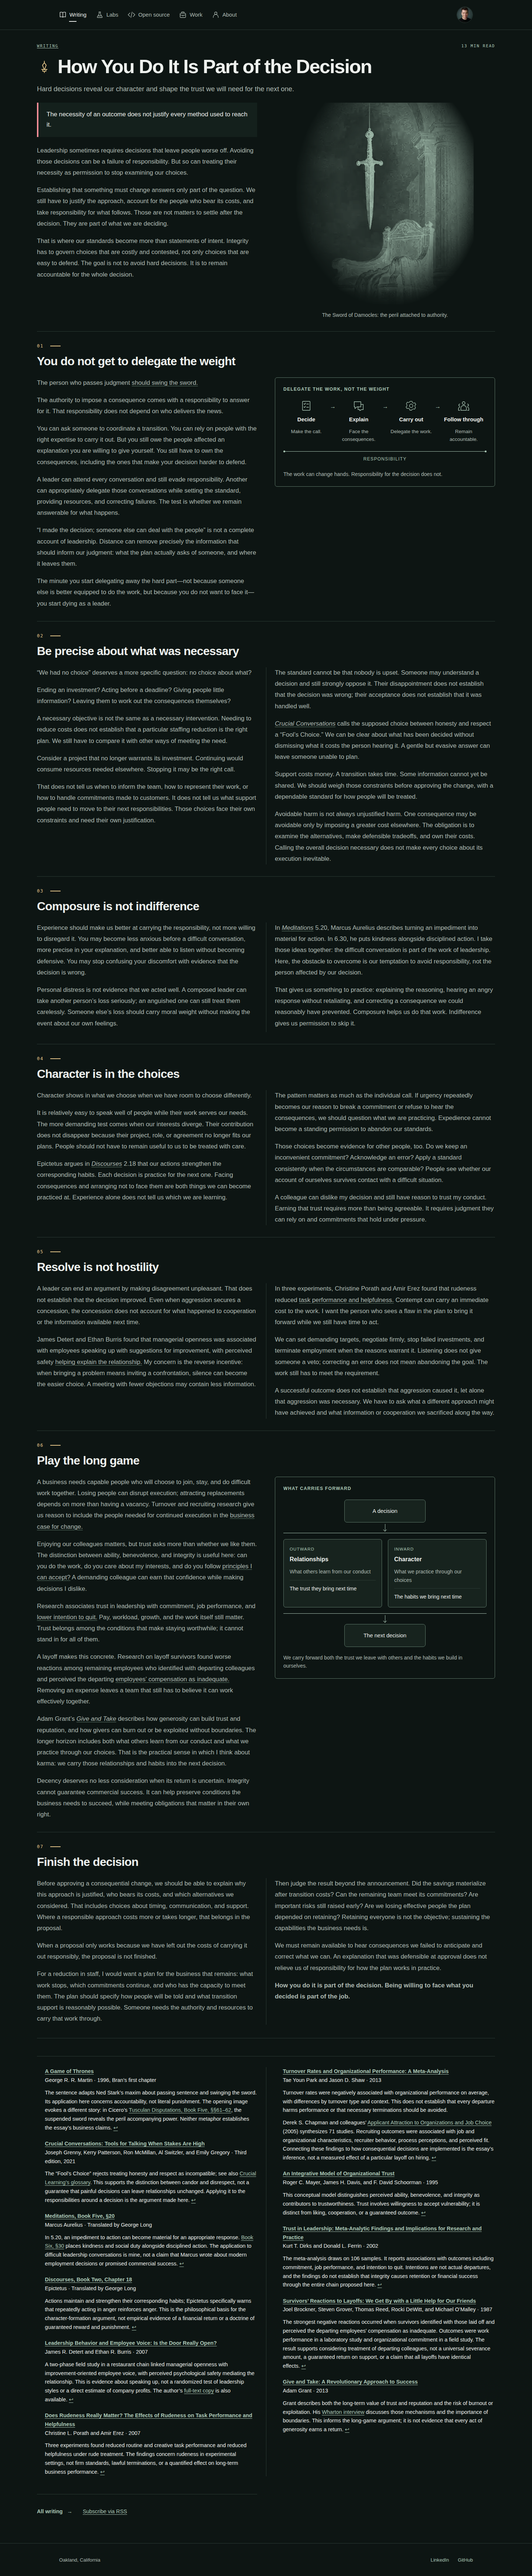 Writing
Labs
Open source
Work
About
WRITING
13 MIN READ
How You Do It Is Part of the Decision
Hard decisions reveal our character and shape the trust we will need for the next one.
The necessity of an outcome does not justify every method used to reach
it.
Leadership sometimes requires decisions that leave people worse off. Avoiding
those decisions can be a failure of responsibility. But so can treating their
necessity as permission to stop examining our choices.
Establishing that something must change answers only part of the question. We
still have to justify the approach, account for the people who bear its costs, and
take responsibility for what follows. Those are not matters to settle after the
decision. They are part of what we are deciding.
That is where our standards become more than statements of intent. Integrity
has to govern choices that are costly and contested, not only choices that are
easy to defend. The goal is not to avoid hard decisions. It is to remain
accountable for the whole decision.
The Sword of Damocles: the peril attached to authority.
01
You do not get to delegate the weight
The person who passes judgment should swing the sword.
The authority to impose a consequence comes with a responsibility to answer
for it. That responsibility does not depend on who delivers the news.
You can ask someone to coordinate a transition. You can rely on people with the
right expertise to carry it out. But you still owe the people affected an
explanation you are willing to give yourself. You still have to own the
consequences, including the ones that make your decision harder to defend.
A leader can attend every conversation and still evade responsibility. Another
can appropriately delegate those conversations while setting the standard,
providing resources, and correcting failures. The test is whether we remain
answerable for what happens.
“I made the decision; someone else can deal with the people” is not a complete
account of leadership. Distance can remove precisely the information that
should inform our judgment: what the plan actually asks of someone, and where
it leaves them.
The minute you start delegating away the hard part—not because someone
else is better equipped to do the work, but because you do not want to face it—
you start dying as a leader.
DELEGATE THE WORK, NOT THE WEIGHT
Decide → Explain → Carry out → Follow through
Make the call. Face the consequences. Delegate the work. Remain accountable.
RESPONSIBILITY
The work can change hands. Responsibility for the decision does not.
02
Be precise about what was necessary
“We had no choice” deserves a more specific question: no choice about what?
Ending an investment? Acting before a deadline? Giving people little
information? Leaving them to work out the consequences themselves?
A necessary objective is not the same as a necessary intervention. Needing to
reduce costs does not establish that a particular staffing reduction is the right
plan. We still have to compare it with other ways of meeting the need.
Consider a project that no longer warrants its investment. Continuing would
consume resources needed elsewhere. Stopping it may be the right call.
That does not tell us when to inform the team, how to represent their work, or
how to handle commitments made to customers. It does not tell us what support
people need to move to their next responsibilities. Those choices face their own
constraints and need their own justification.
The standard cannot be that nobody is upset. Someone may understand a
decision and still strongly oppose it. Their disappointment does not establish
that the decision was wrong; their acceptance does not establish that it was
handled well.
Crucial Conversations calls the supposed choice between honesty and respect
a “Fool’s Choice.” We can be clear about what has been decided without
dismissing what it costs the person hearing it. A gentle but evasive answer can
leave someone unable to plan.
Support costs money. A transition takes time. Some information cannot yet be
shared. We should weigh those conditions before approving the change, with a
dependable standard for how people will be treated.
Avoidable harm is not always unjustified harm. One consequence may be
avoidable only by imposing a greater cost elsewhere. The obligation is to
examine the alternatives, make defensible tradeoffs, and own their costs.
Calling the overall decision necessary does not make every choice about its
execution inevitable.
03
Composure is not indifference
Experience should make us better at carrying the responsibility, not more willing
to disregard it. You may become less anxious before a difficult conversation,
more precise in your explanation, and better able to listen without becoming
defensive. You may stop confusing your discomfort with evidence that the
decision is wrong.
Personal distress is not evidence that we acted well. A composed leader can
take another person’s loss seriously; an anguished one can still treat them
carelessly. Someone else’s loss should carry moral weight without making the
event about our own feelings.
In Meditations 5.20, Marcus Aurelius describes turning an impediment into
material for action. In 6.30, he puts kindness alongside disciplined action. I take
those ideas together: the difficult conversation is part of the work of leadership.
Here, the obstacle to overcome is our temptation to avoid responsibility, not the
person affected by our decision.
That gives us something to practice: explaining the reasoning, hearing an angry
response without retaliating, and correcting a consequence we could
reasonably have prevented. Composure helps us do that work. Indifference
gives us permission to skip it.
04
Character is in the choices
Character shows in what we choose when we have room to choose differently.
It is relatively easy to speak well of people while their work serves our needs.
The more demanding test comes when our interests diverge. Their contribution
does not disappear because their project, role, or agreement no longer fits our
plans. People should not have to remain useful to us to be treated with care.
Epictetus argues in Discourses 2.18 that our actions strengthen the
corresponding habits. Each decision is practice for the next one. Facing
consequences and arranging not to face them are both things we can become
practiced at. Experience alone does not tell us which we are learning.
The pattern matters as much as the individual call. If urgency repeatedly
becomes our reason to break a commitment or refuse to hear the
consequences, we should question what we are practicing. Expedience cannot
become a standing permission to abandon our standards.
Those choices become evidence for other people, too. Do we keep an
inconvenient commitment? Acknowledge an error? Apply a standard
consistently when the circumstances are comparable? People see whether our
account of ourselves survives contact with a difficult situation.
A colleague can dislike my decision and still have reason to trust my conduct.
Earning that trust requires more than being agreeable. It requires judgment they
can rely on and commitments that hold under pressure.
05
Resolve is not hostility
A leader can end an argument by making disagreement unpleasant. That does
not establish that the decision improved. Even when aggression secures a
concession, the concession does not account for what happened to cooperation
or the information available next time.
James Detert and Ethan Burris found that managerial openness was associated
with employees speaking up with suggestions for improvement, with perceived
safety helping explain the relationship. My concern is the reverse incentive:
when bringing a problem means inviting a confrontation, silence can become
the easier choice. A meeting with fewer objections may contain less information.
In three experiments, Christine Porath and Amir Erez found that rudeness
reduced task performance and helpfulness. Contempt can carry an immediate
cost to the work. I want the person who sees a flaw in the plan to bring it
forward while we still have time to act.
We can set demanding targets, negotiate firmly, stop failed investments, and
terminate employment when the reasons warrant it. Listening does not give
someone a veto; correcting an error does not mean abandoning the goal. The
work still has to meet the requirement.
A successful outcome does not establish that aggression caused it, let alone
that aggression was necessary. We have to ask what a different approach might
have achieved and what information or cooperation we sacrificed along the way.
06
Play the long game
A business needs capable people who will choose to join, stay, and do difficult
work together. Losing people can disrupt execution; attracting replacements
depends on more than having a vacancy. Turnover and recruiting research give
us reason to include the people needed for continued execution in the business
case for change.
Enjoying our colleagues matters, but trust asks more than whether we like them.
The distinction between ability, benevolence, and integrity is useful here: can
you do the work, do you care about my interests, and do you follow principles I
can accept? A demanding colleague can earn that confidence while making
decisions I dislike.
Research associates trust in leadership with commitment, job performance, and
lower intention to quit. Pay, workload, growth, and the work itself still matter.
Trust belongs among the conditions that make staying worthwhile; it cannot
stand in for all of them.
A layoff makes this concrete. Research on layoff survivors found worse
reactions among remaining employees who identified with departing colleagues
and perceived the departing employees’ compensation as inadequate.
Removing an expense leaves a team that still has to believe it can work
effectively together.
Adam Grant’s Give and Take describes how generosity can build trust and
reputation, and how givers can burn out or be exploited without boundaries. The
longer horizon includes both what others learn from our conduct and what we
practice through our choices. That is the practical sense in which I think about
karma: we carry those relationships and habits into the next decision.
Decency deserves no less consideration when its return is uncertain. Integrity
cannot guarantee commercial success. It can help preserve conditions the
business needs to succeed, while meeting obligations that matter in their own
right.
WHAT CARRIES FORWARD
A decision
OUTWARD
Relationships
What others learn from our conduct
The trust they bring next time
INWARD
Character
What we practice through our
choices
The habits we bring next time
The next decision
We carry forward both the trust we leave with others and the habits we build in
ourselves.
07
Finish the decision
Before approving a consequential change, we should be able to explain why
this approach is justified, who bears its costs, and which alternatives we
considered. That includes choices about timing, communication, and support.
Where a responsible approach costs more or takes longer, that belongs in the
proposal.
When a proposal only works because we have left out the costs of carrying it
out responsibly, the proposal is not finished.
For a reduction in staff, I would want a plan for the business that remains: what
work stops, which commitments continue, and who has the capacity to meet
them. The plan should specify how people will be told and what transition
support is reasonably possible. Someone needs the authority and resources to
carry that work through.
Then judge the result beyond the announcement. Did the savings materialize
after transition costs? Can the remaining team meet its commitments? Are
important risks still raised early? Are we losing effective people the plan
depended on retaining? Retaining everyone is not the objective; sustaining the
capabilities the business needs is.
We must remain available to hear consequences we failed to anticipate and
correct what we can. An explanation that was defensible at approval does not
relieve us of responsibility for how the plan works in practice.
How you do it is part of the decision. Being willing to face what you
decided is part of the job.
A Game of Thrones
George R. R. Martin · 1996, Bran’s first chapter
The sentence adapts Ned Stark’s maxim about passing sentence and swinging the sword.
Its application here concerns accountability, not literal punishment. The opening image
evokes a different story: in Cicero’s Tusculan Disputations, Book Five, §§61–62, the
suspended sword reveals the peril accompanying power. Neither metaphor establishes
the essay’s business claims. ↩
Crucial Conversations: Tools for Talking When Stakes Are High
Joseph Grenny, Kerry Patterson, Ron McMillan, Al Switzler, and Emily Gregory · Third
edition, 2021
The “Fool’s Choice” rejects treating honesty and respect as incompatible; see also Crucial
Learning’s glossary. This supports the distinction between candor and disrespect, not a
guarantee that painful decisions can leave relationships unchanged. Applying it to the
responsibilities around a decision is the argument made here. ↩
Meditations, Book Five, §20
Marcus Aurelius · Translated by George Long
In 5.20, an impediment to action can become material for an appropriate response. Book
Six, §30 places kindness and social duty alongside disciplined action. The application to
difficult leadership conversations is mine, not a claim that Marcus wrote about modern
employment decisions or promised commercial success. ↩
Discourses, Book Two, Chapter 18
Epictetus · Translated by George Long
Actions maintain and strengthen their corresponding habits; Epictetus specifically warns
that repeatedly acting in anger reinforces anger. This is the philosophical basis for the
character-formation argument, not empirical evidence of a financial return or a doctrine of
guaranteed reward and punishment. ↩
Leadership Behavior and Employee Voice: Is the Door Really Open?
James R. Detert and Ethan R. Burris · 2007
A two-phase field study in a restaurant chain linked managerial openness with
improvement-oriented employee voice, with perceived psychological safety mediating the
relationship. This is evidence about speaking up, not a randomized test of leadership
styles or a direct estimate of company profits. The author’s full-text copy is also
available. ↩
Does Rudeness Really Matter? The Effects of Rudeness on Task Performance and
Helpfulness
Christine L. Porath and Amir Erez · 2007
Three experiments found reduced routine and creative task performance and reduced
helpfulness under rude treatment. The findings concern rudeness in experimental
settings, not firm standards, lawful terminations, or a quantified effect on long-term
business performance. ↩
Turnover Rates and Organizational Performance: A Meta-Analysis
Tae Youn Park and Jason D. Shaw · 2013
Turnover rates were negatively associated with organizational performance on average,
with differences by turnover type and context. This does not establish that every departure
harms performance or that necessary terminations should be avoided.
Derek S. Chapman and colleagues’ Applicant Attraction to Organizations and Job Choice
(2005) synthesizes 71 studies. Recruiting outcomes were associated with job and
organizational characteristics, recruiter behavior, process perceptions, and perceived fit.
Connecting these findings to how consequential decisions are implemented is the essay’s
inference, not a measured effect of a particular layoff on hiring. ↩
An Integrative Model of Organizational Trust
Roger C. Mayer, James H. Davis, and F. David Schoorman · 1995
This conceptual model distinguishes perceived ability, benevolence, and integrity as
contributors to trustworthiness. Trust involves willingness to accept vulnerability; it is
distinct from liking, cooperation, or a guaranteed outcome. ↩
Trust in Leadership: Meta-Analytic Findings and Implications for Research and
Practice
Kurt T. Dirks and Donald L. Ferrin · 2002
The meta-analysis draws on 106 samples. It reports associations with outcomes including
commitment, job performance, and intention to quit. Intentions are not actual departures,
and the findings do not establish that integrity causes retention or financial success
through the entire chain proposed here. ↩
Survivors’ Reactions to Layoffs: We Get By with a Little Help for Our Friends
Joel Brockner, Steven Grover, Thomas Reed, Rocki DeWitt, and Michael O’Malley · 1987
The strongest negative reactions occurred when survivors identified with those laid off and
perceived the departing employees’ compensation as inadequate. Outcomes were work
performance in a laboratory study and organizational commitment in a field study. The
result supports considering treatment of departing colleagues, not a universal severance
amount, a guaranteed return on support, or a claim that all layoffs have identical
effects. ↩
Give and Take: A Revolutionary Approach to Success
Adam Grant · 2013
Grant describes both the long-term value of trust and reputation and the risk of burnout or
exploitation. His Wharton interview discusses those mechanisms and the importance of
boundaries. This informs the long-game argument; it is not evidence that every act of
generosity earns a return. ↩
All writing →
Subscribe via RSS
Oakland, California
LinkedIn
GitHub